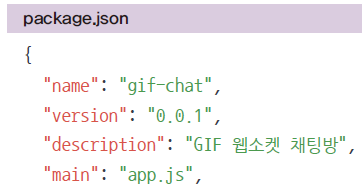 package.json
{
"name": "gif-chat",
"version": "0.0.1",
"description": "GIF 웹소켓 채팅방",
"main": "app.js",